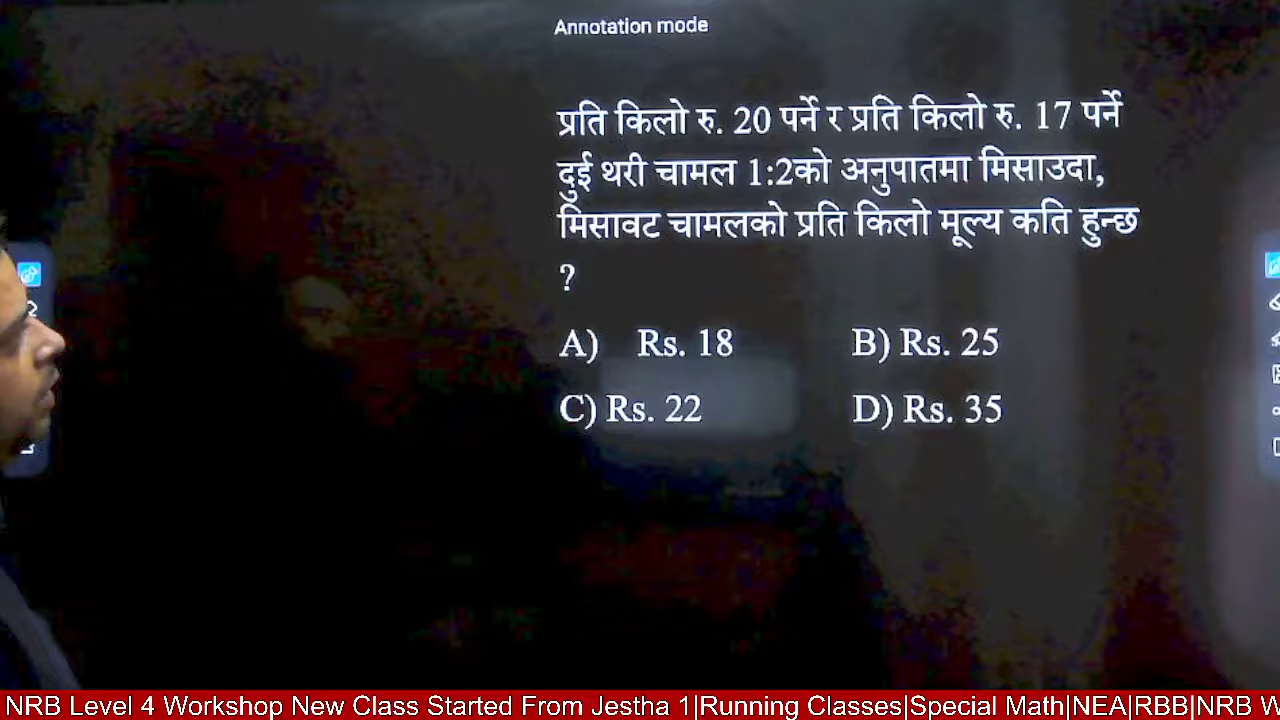 Annotation mode
प्रति किलो रु. 20 पर्ने र प्रति किलो रु. 17 पर्ने
दुई थरी चामल 1:2को अनुपातमा मिसाउदा,
मिसावट चामलको प्रति किलो मूल्य कति हुन्छ
?
A) Rs. 18 B) Rs. 25
C) Rs. 22 D) Rs. 35
NRB Level 4 Workshop New Class Started From Jestha 1|Running Classes|Special Math|NEA|RBB|NRB W